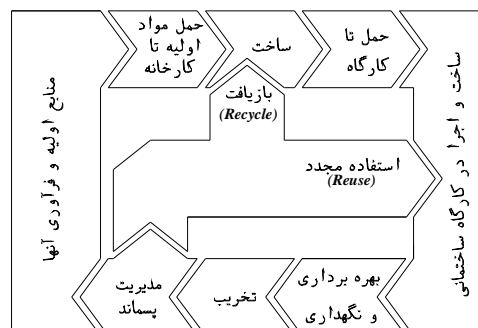 منابع اولیه و فرآوری آنها
حمل مواد
اولیه تا
کارخانه
ساخت
حمل تا
کارگاه
ساخت و اجرا در کارگاه ساختمانی
بازیافت
(Recycle)
استفاده مجدد
(Reuse)
بهره برداری
و نگهداری
تخریب
مدیریت
پسماند